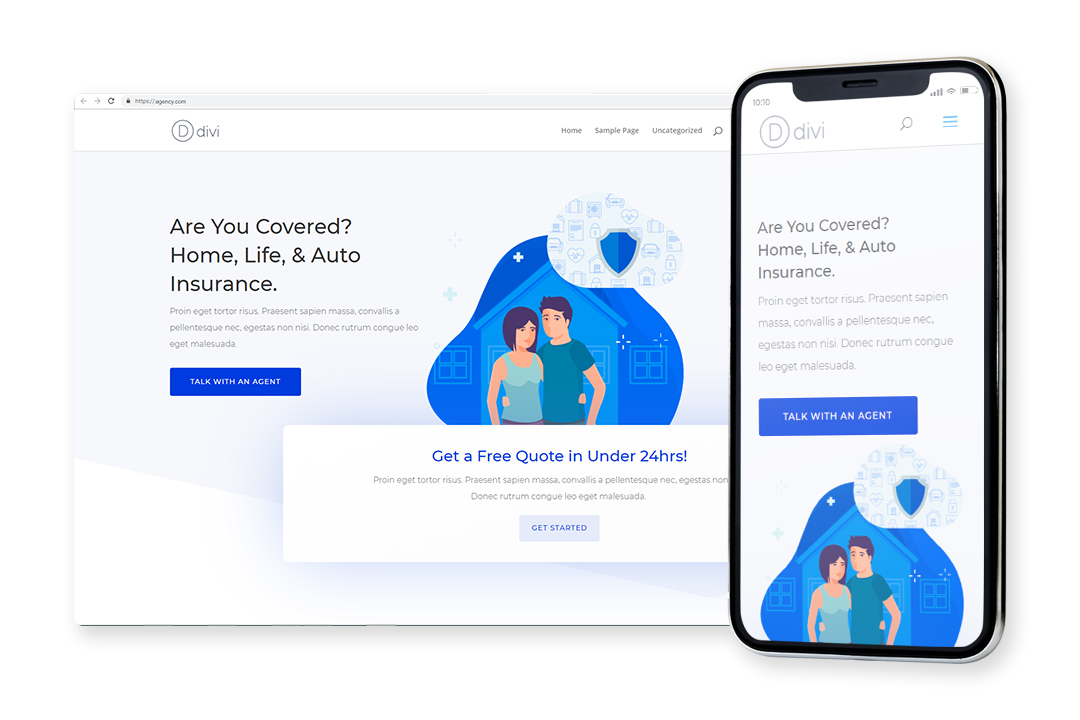 https://agency.com
D divi
Home Sample Page Uncategorized
Are You Covered?
Home, Life, & Auto
Insurance.
Proin eget tortor risus. Praesent sapien massa, convallis a
pellentesque nec, egestas non nisi. Donec rutrum congue leo
eget malesuada.
TALK WITH AN AGENT
Get a Free Quote in Under 24hrs!
Proin eget tortor risus. Praesent sapien massa, convallis a pellentesque nec, egestas non
Donec rutrum congue leo eget malesuada.
GET STARTED
10:10
D divi
Are You Covered?
Home, Life, & Auto
Insurance.
Proin eget tortor risus. Praesent sapien
massa, convallis a pellentesque nec,
egestas non nisi. Donec rutrum congue
leo eget malesuada.
TALK WITH AN AGENT